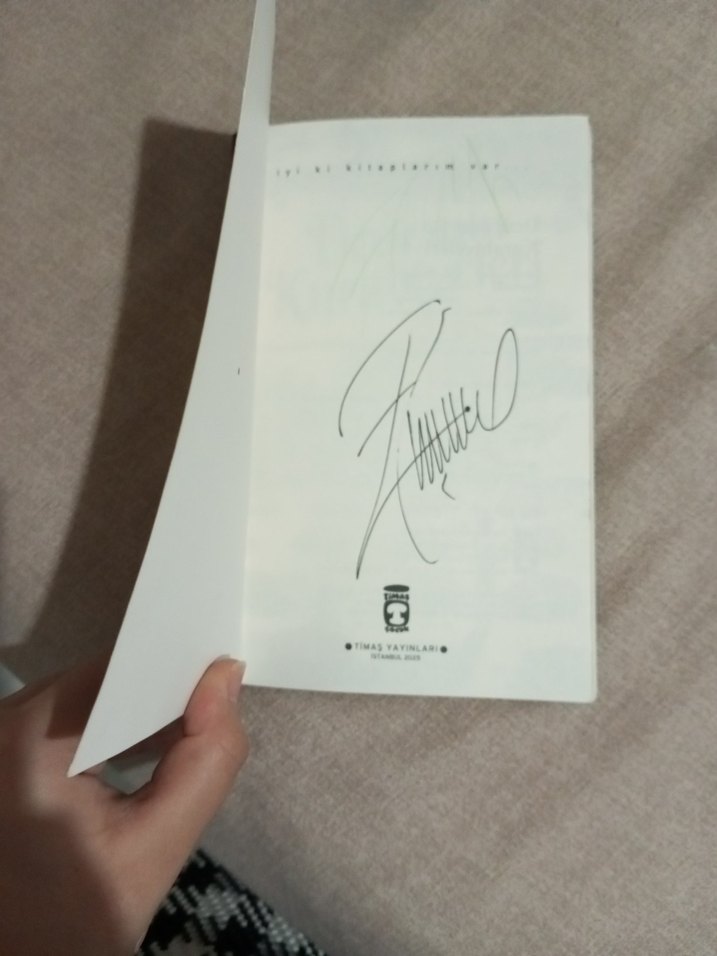 iyi ki kitaplarım var
TİMAŞ
ÇOCUK
TİMAŞ YAYINLARI
İSTANBUL 2023